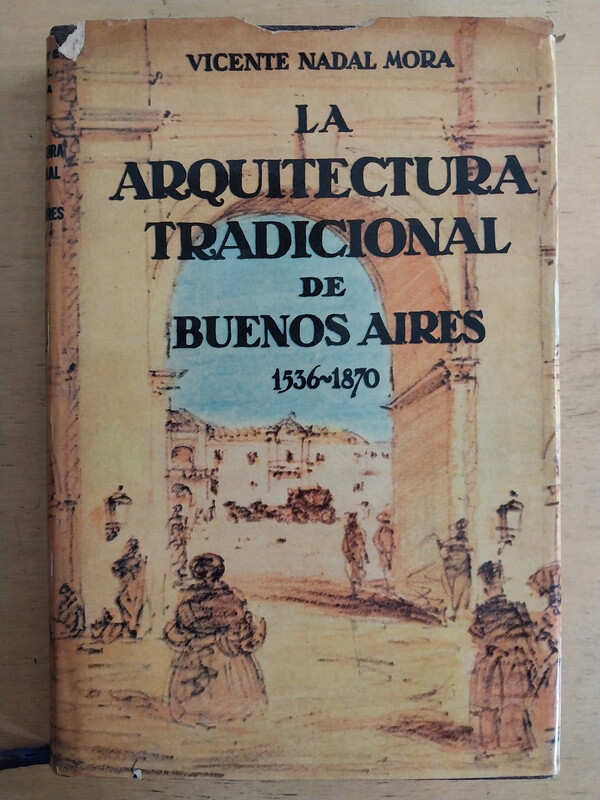 VICENTE NADAL MORA
LA
ARQUITECTURA
TRADICIONAL
DE
BUENOS AIRES
1536~1870